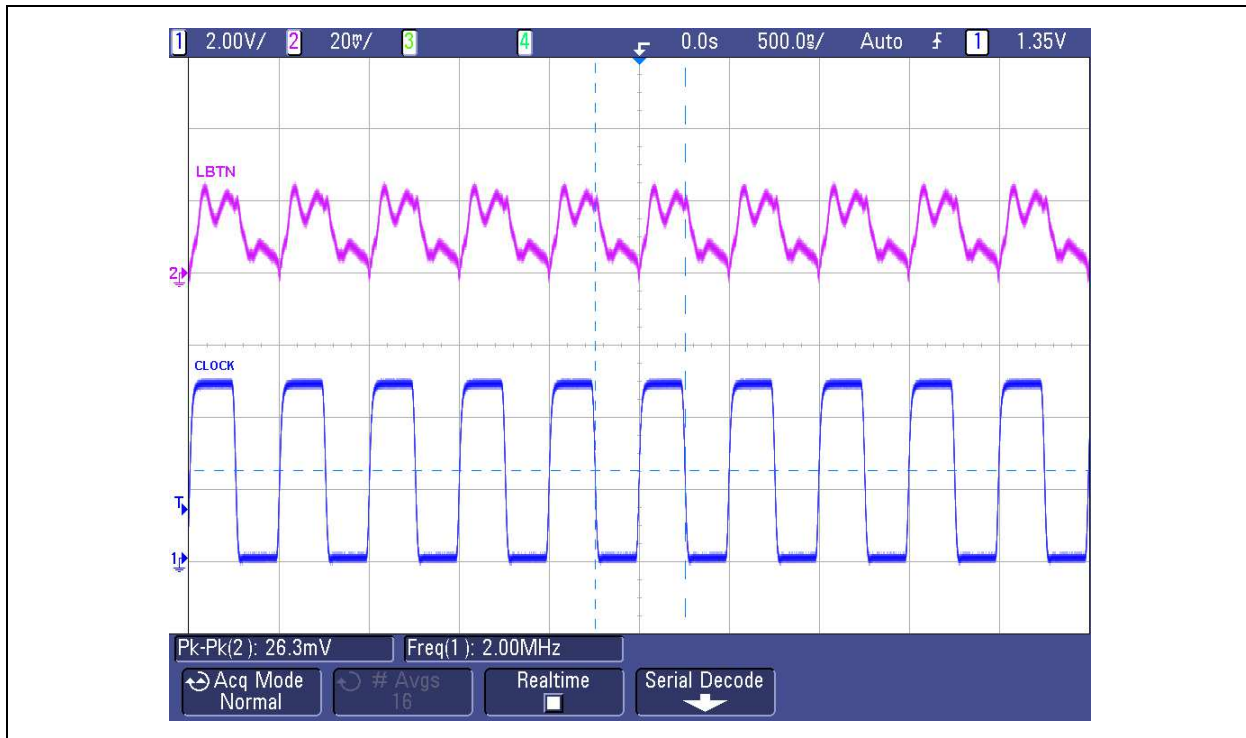 1 2.00V/ 2 20mV/ 3 4 0.0s 500.0ns/ Auto 1 1.35V
LBTN
2
CLOCK
T
1
Pk-Pk(2): 26.3mV Freq(1): 2.00MHz
Acq Mode
Normal
# Avgs
16
Realtime
Serial Decode